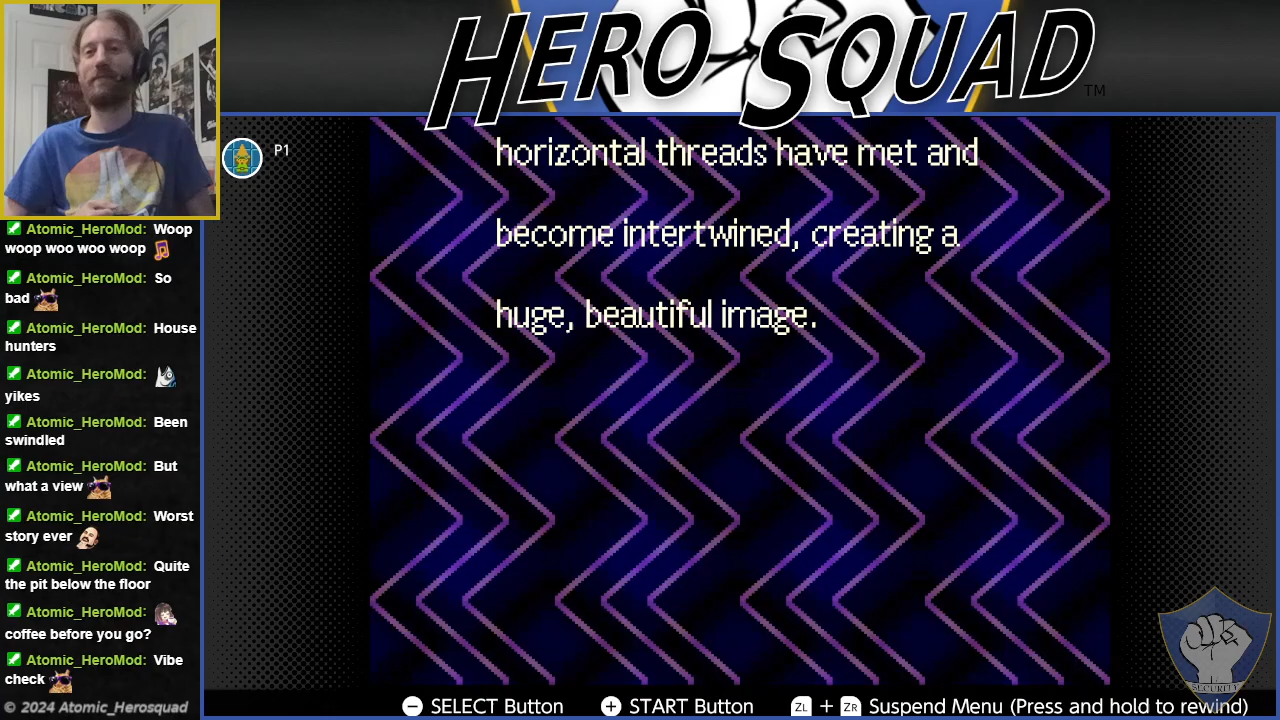 HERO SQUAD
TM
P1
horizontal threads have met and
become intertwined, creating a
huge, beautiful image.
Atomic_HeroMod: Woop
woop woo woo woop
Atomic_HeroMod: So
bad
Atomic_HeroMod: House
hunters
Atomic_HeroMod:
yikes
Atomic_HeroMod: Been
swindled
Atomic_HeroMod: But
what a view
Atomic_HeroMod: Worst
story ever
Atomic_HeroMod: Quite
the pit below the floor
Atomic_HeroMod:
coffee before you go?
Atomic_HeroMod: Vibe
check
© 2024 Atomic_Herosquad
SECURITY
SELECT Button
START Button
ZL + ZR Suspend Menu (Press and hold to rewind)